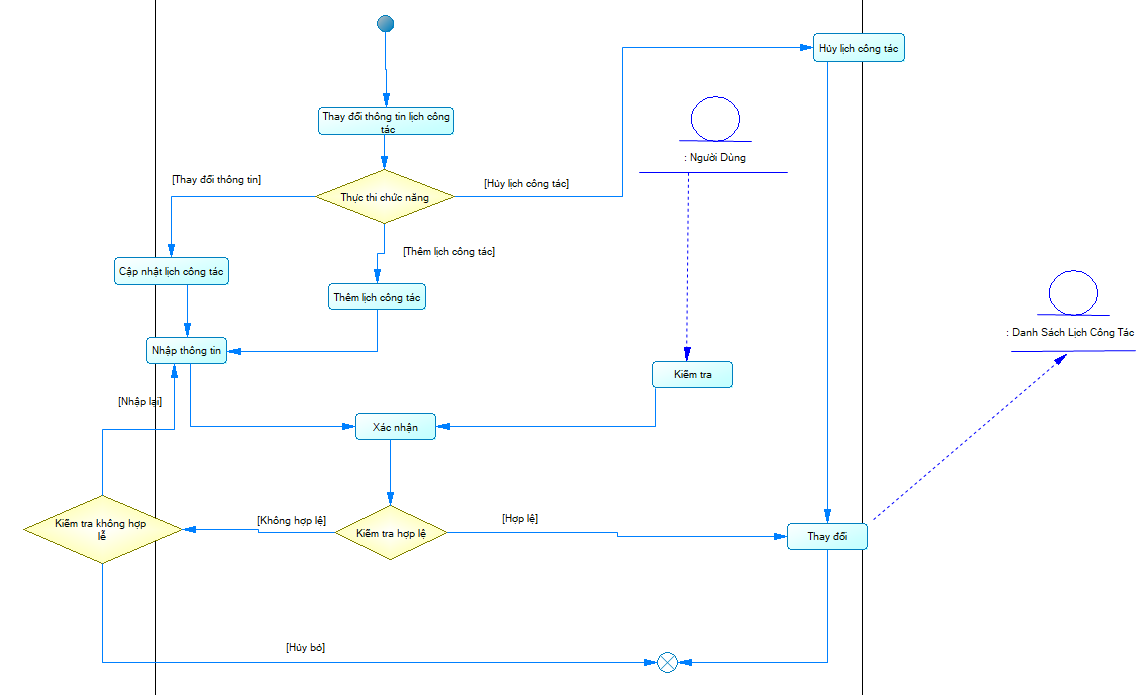 Hủy lịch công tác
Thay đổi thông tin lịch công
tác
: Người Dùng
[Thay đổi thông tin]
[Hủy lịch công tác]
Thực thi chức năng
[Thêm lịch công tác]
Cập nhật lịch công tác
Thêm lịch công tác
: Danh Sách Lịch Công Tác
Nhập thông tin
Kiểm tra
[Nhập lại]
Xác nhận
[Không hợp lệ]
[Hợp lệ]
Kiểm tra không hợp
lễ
Kiểm tra hợp lệ
Thay đổi
[Hủy bỏ]